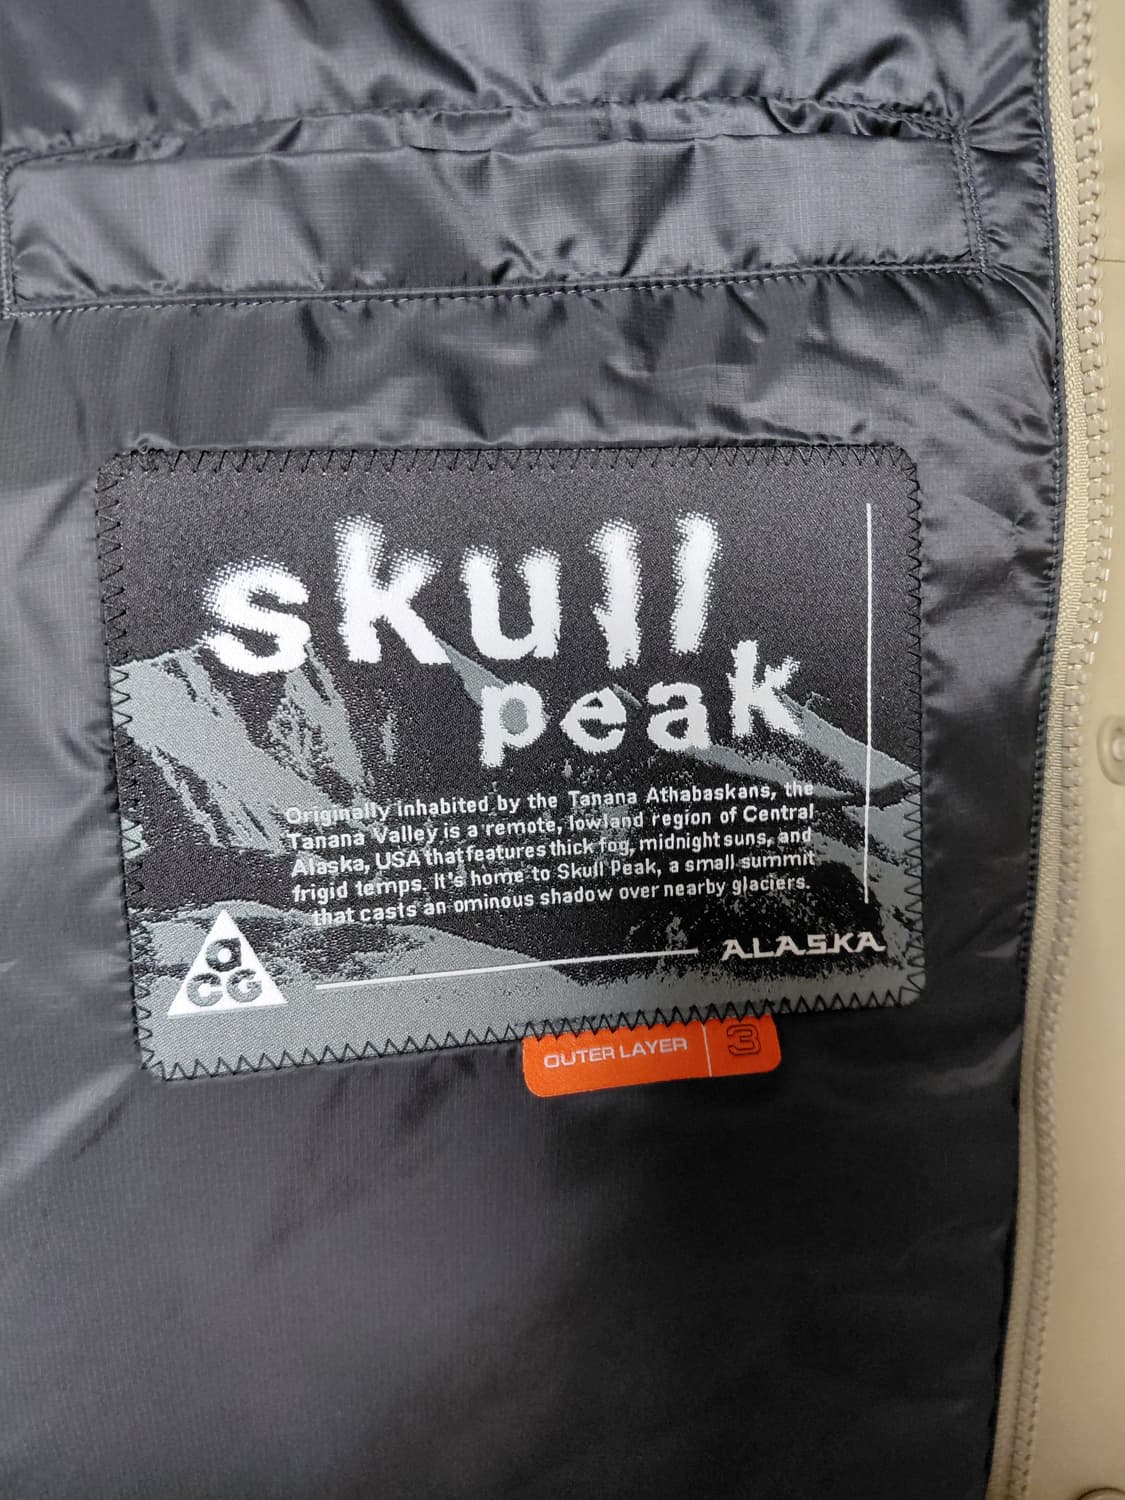 skull
peak
Originally inhabited by the Tanana Athabaskans, the
Tanana Valley is a remote, lowland region of Central
Alaska, USA that features thick fog, midnight suns, and
frigid temps. It's home to Skull Peak, a small summit
that casts an ominous shadow over nearby glaciers.
a
CG
ALASKA
OUTER LAYER 3